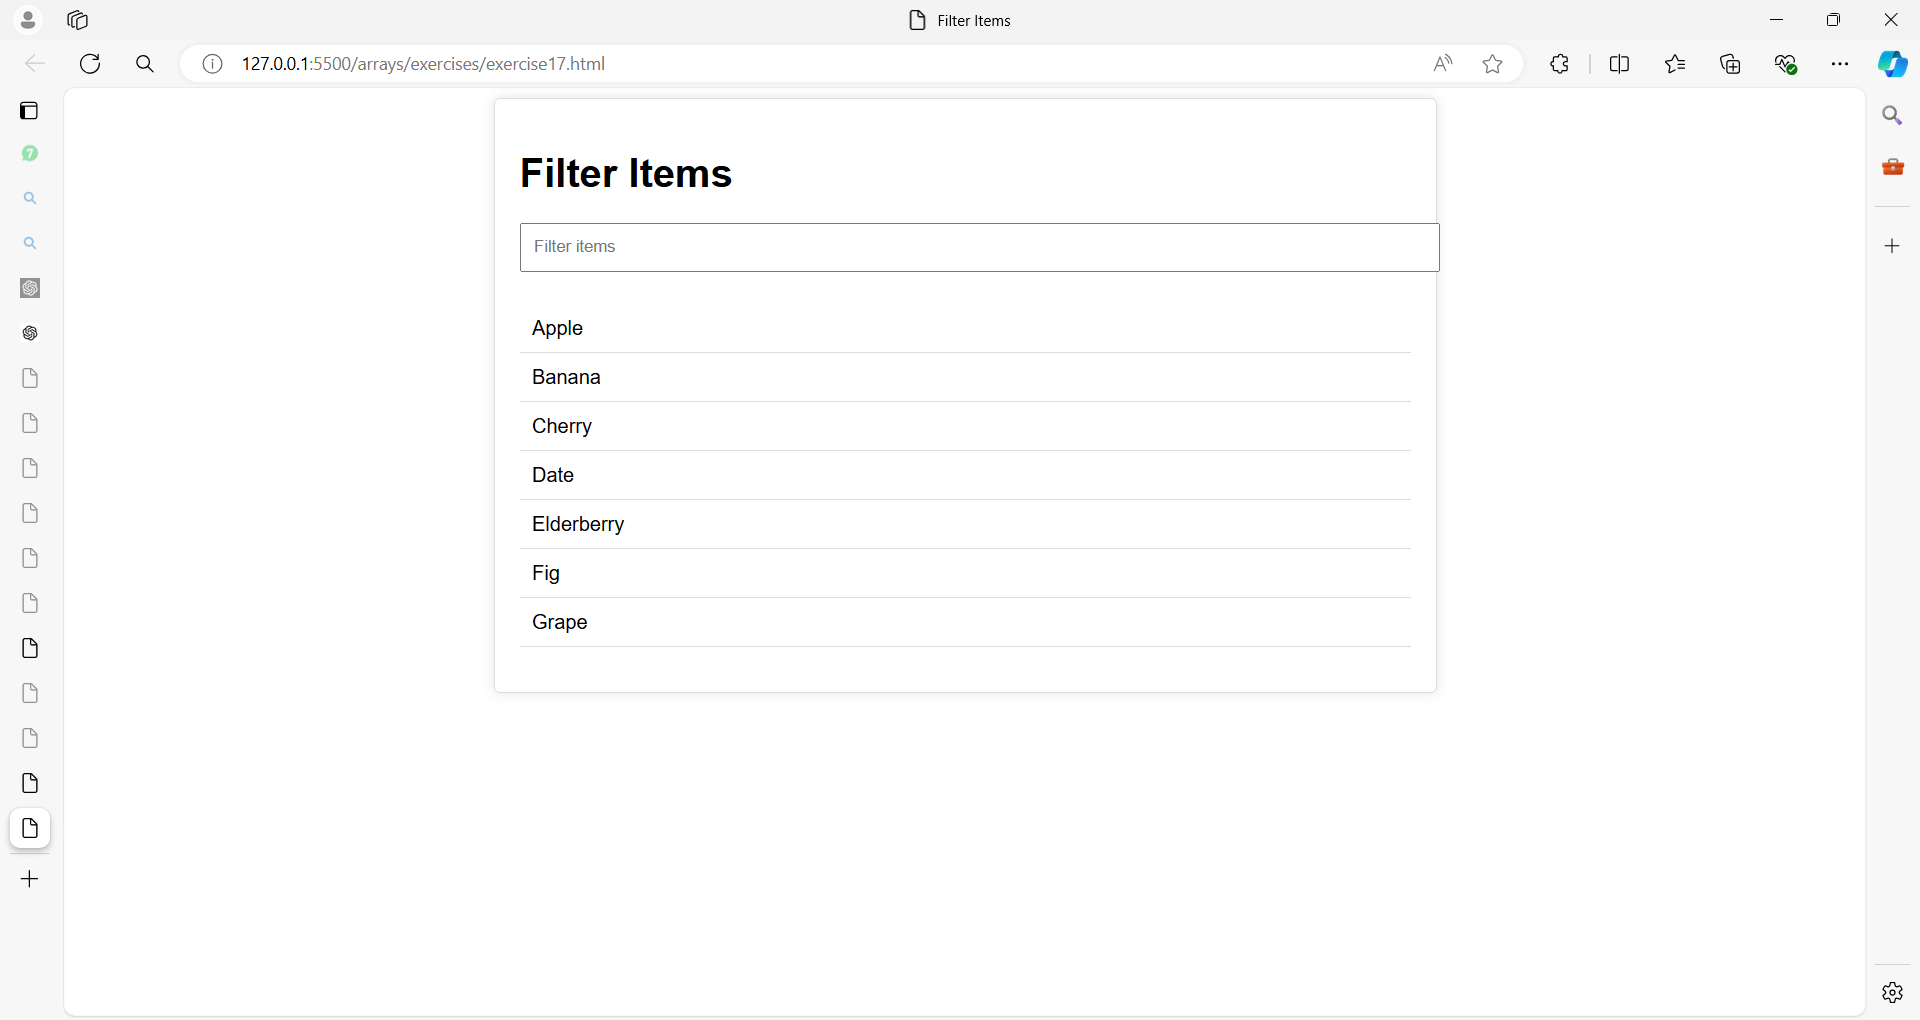 Filter Items
127.0.0.1:5500/arrays/exercises/exercise17.html
Filter Items
Filter items
Apple
Banana
Cherry
Date
Elderberry
Fig
Grape